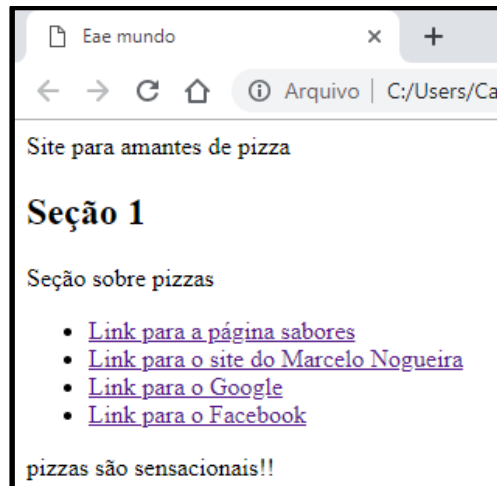 Eae mundo
Arquivo | C:/Users/Ca
Site para amantes de pizza
Seção 1
Seção sobre pizzas
Link para a página sabores
Link para o site do Marcelo Nogueira
Link para o Google
Link para o Facebook
pizzas são sensacionais!!